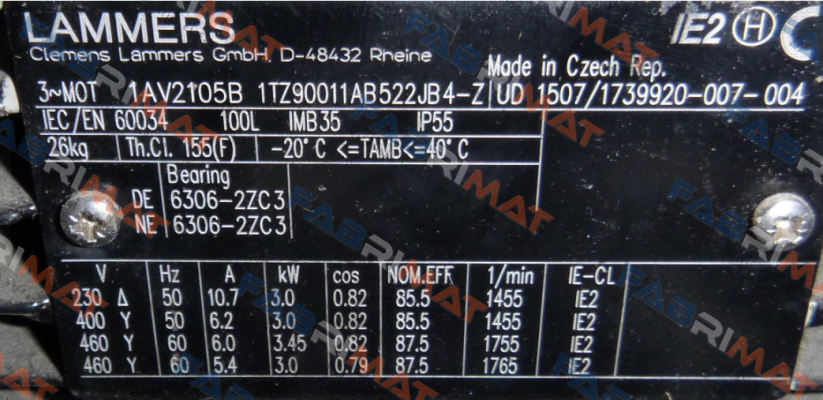 LAMMERS
IE2 H C
Clemens Lammers GmbH, D-48432 Rheine
Made in Czech Rep.
3~MOT 1AV2105B 1TZ90011AB522JB4-Z UD 1507/1739920-007-004
IEC/EN 60034 100L IMB35 IP55
26kg Th.Cl. 155(F) -20°C <=TAMB<=40°C
Bearing
DE 6306-2ZC3
NE 6306-2ZC3
V Hz A kW cos NOM.EFF 1/min IE-CL
230 Δ 50 10.7 3.0 0.82 85.5 1455 IE2
400 Y 50 6.2 3.0 0.82 85.5 1455 IE2
460 Y 60 6.0 3.45 0.82 87.5 1755 IE2
460 Y 60 5.4 3.0 0.79 87.5 1765 IE2
FABRIMAT